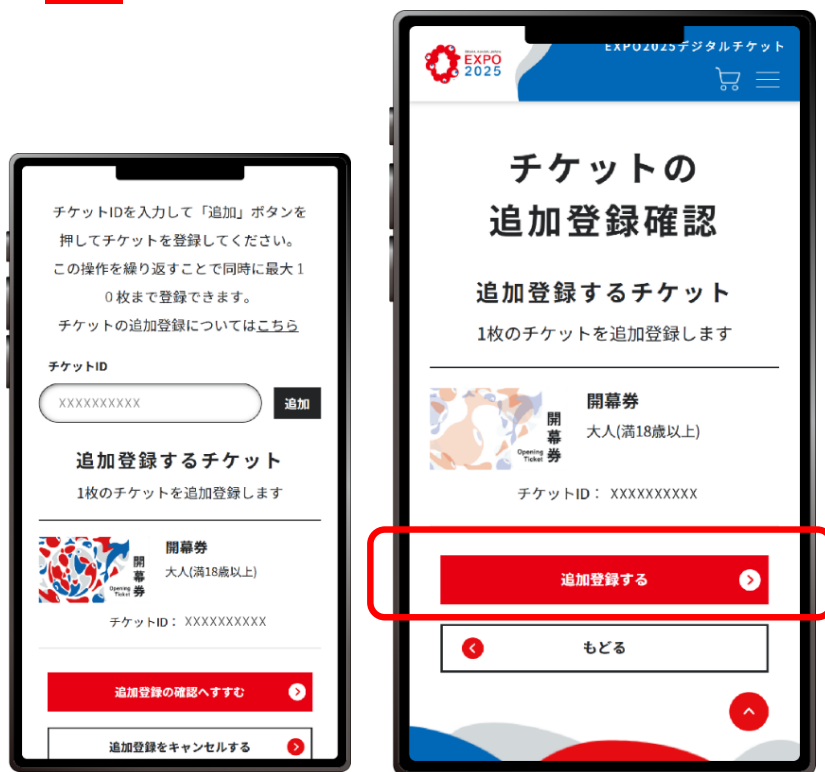 チケットIDを入力して「追加」ボタンを
押してチケットを登録してください。
この操作を繰り返すことで同時に最大１
０枚まで登録できます。
チケットの追加登録についてはこちら
チケットID
XXXXXXXXXX
追加
追加登録するチケット
1枚のチケットを追加登録します
開幕券
Opening
Ticket
開幕券
大人(満18歳以上)
チケットID： XXXXXXXXXX
追加登録の確認へすすむ
追加登録をキャンセルする
EXPO
2025
EXPO2025デジタルチケット
チケットの
追加登録確認
追加登録するチケット
1枚のチケットを追加登録します
開幕券
Opening
Ticket
開幕券
大人(満18歳以上)
チケットID： XXXXXXXXXX
追加登録する
もどる